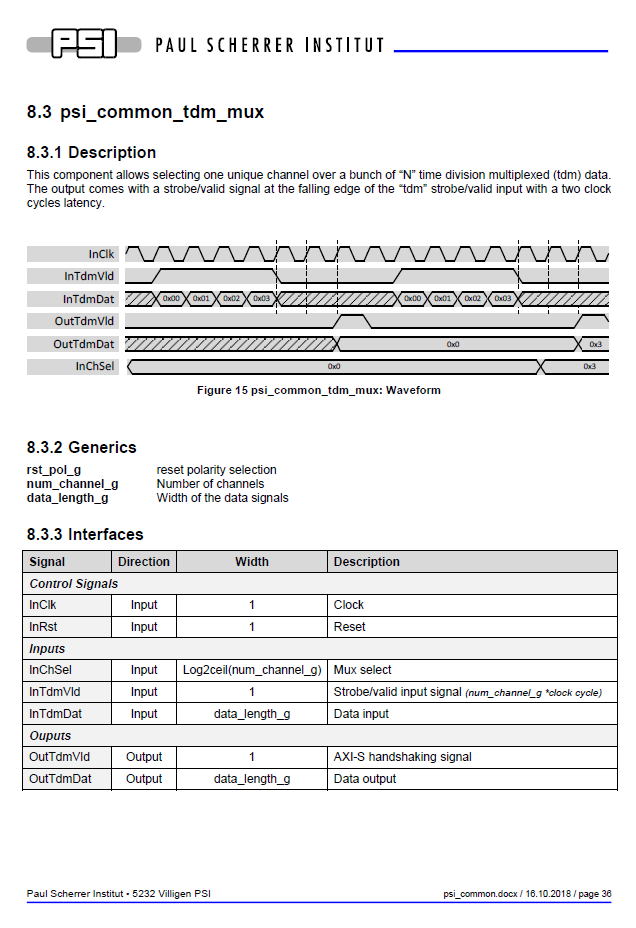 PSI PAUL SCHERRER INSTITUT
8.3 psi_common_tdm_mux
8.3.1 Description
This component allows selecting one unique channel over a bunch of “N” time division multiplexed (tdm) data.
The output comes with a strobe/valid signal at the falling edge of the “tdm” strobe/valid input with a two clock
cycles latency.
InClk
InTdmVld
InTdmDat 0x00 0x01 0x02 0x03 0x00 0x01 0x02 0x03
OutTdmVld
OutTdmDat 0x0 0x3
InChSel 0x0 0x3
Figure 15 psi_common_tdm_mux: Waveform
8.3.2 Generics
rst_pol_g reset polarity selection
num_channel_g Number of channels
data_length_g Width of the data signals
8.3.3 Interfaces
Signal Direction Width Description
Control Signals
InClk Input 1 Clock
InRst Input 1 Reset
Inputs
InChSel Input Log2ceil(num_channel_g) Mux select
InTdmVld Input 1 Strobe/valid input signal (num_channel_g *clock cycle)
InTdmDat Input data_length_g Data input
Ouputs
OutTdmVld Output 1 AXI-S handshaking signal
OutTdmDat Output data_length_g Data output
Paul Scherrer Institut • 5232 Villigen PSI psi_common.docx / 16.10.2018 / page 36